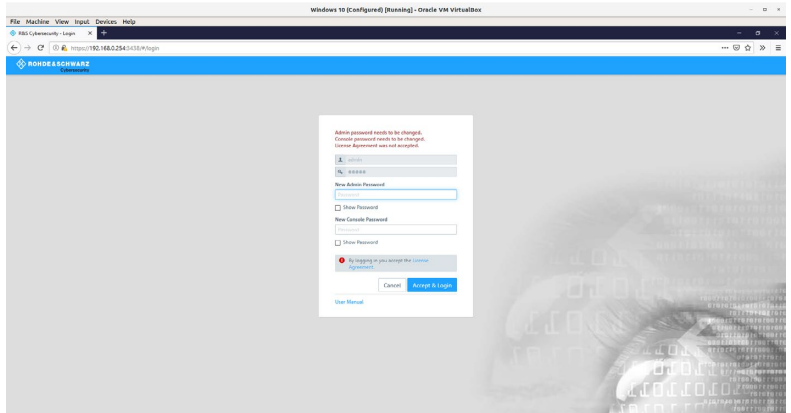 Windows 10 (Configured) [Running] - Oracle VM VirtualBox
File Machine View Input Devices Help
R&S Cybersecurity - Login
https://192.168.0.254:3438/#/login
ROHDE&SCHWARZ
Cybersecurity
Admin password needs to be changed.
Console password needs to be changed.
License Agreement was not accepted.
admin
New Admin Password
Password
Show Password
New Console Password
Password
Show Password
By logging in you accept the License
Agreement.
Cancel
Accept & Login
User Manual